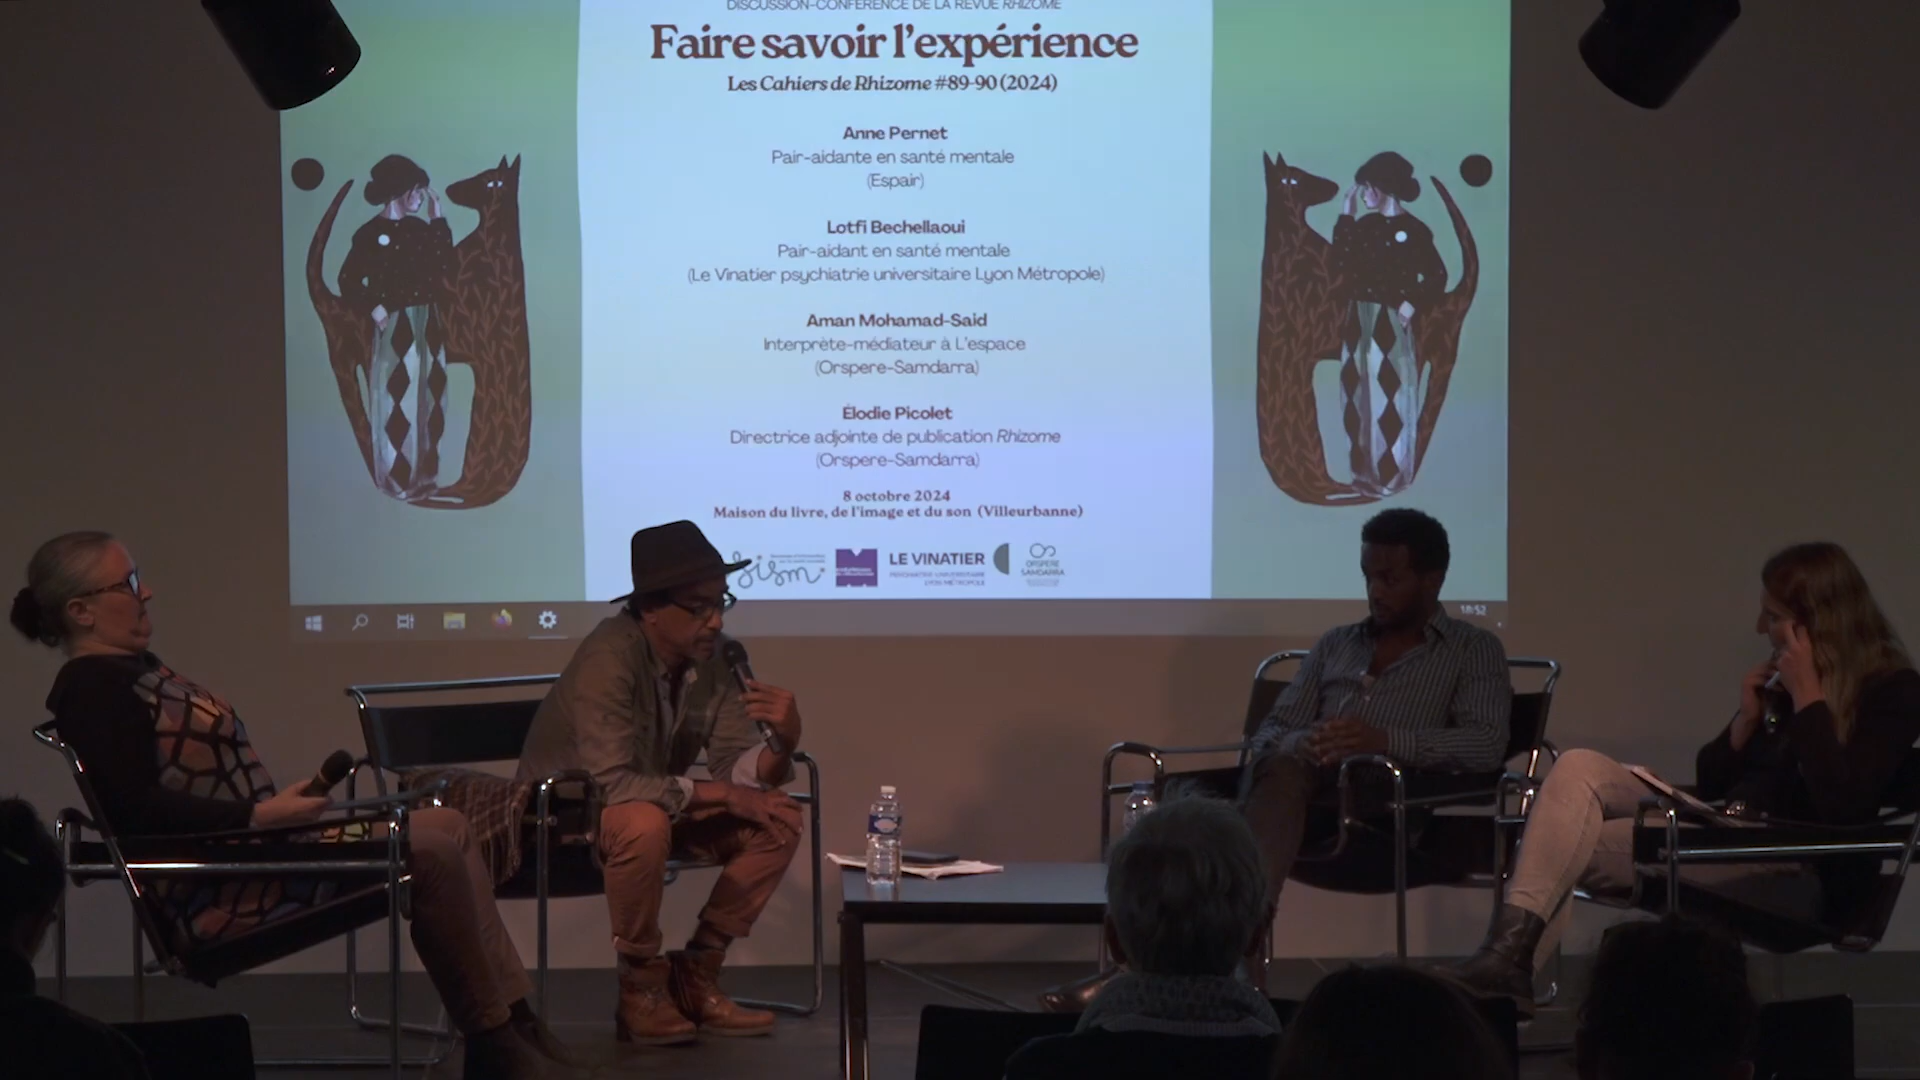 DISCUSSION-CONFÉRENCE DE LA REVUE RHIZOME
Faire savoir l'expérience
Les Cahiers de Rhizome #89-90 (2024)
Anne Pernet
Pair-aidante en santé mentale
(Espair)
Lotfi Bechellaoui
Pair-aidant en santé mentale
(Le Vinatier psychiatrie universitaire Lyon Métropole)
Aman Mohamad-Said
Interprète-médiateur à L'espace
(Orspere-Samdarra)
Élodie Picolet
Directrice adjointe de publication Rhizome
(Orspere-Samdarra)
8 octobre 2024
Maison du livre, de l'image et du son (Villeurbanne)
sism
LE VINATIER
PSYCHIATRIE UNIVERSITAIRE
LYON MÉTROPOLE
ORSPERE
SAMDARRA
18:52